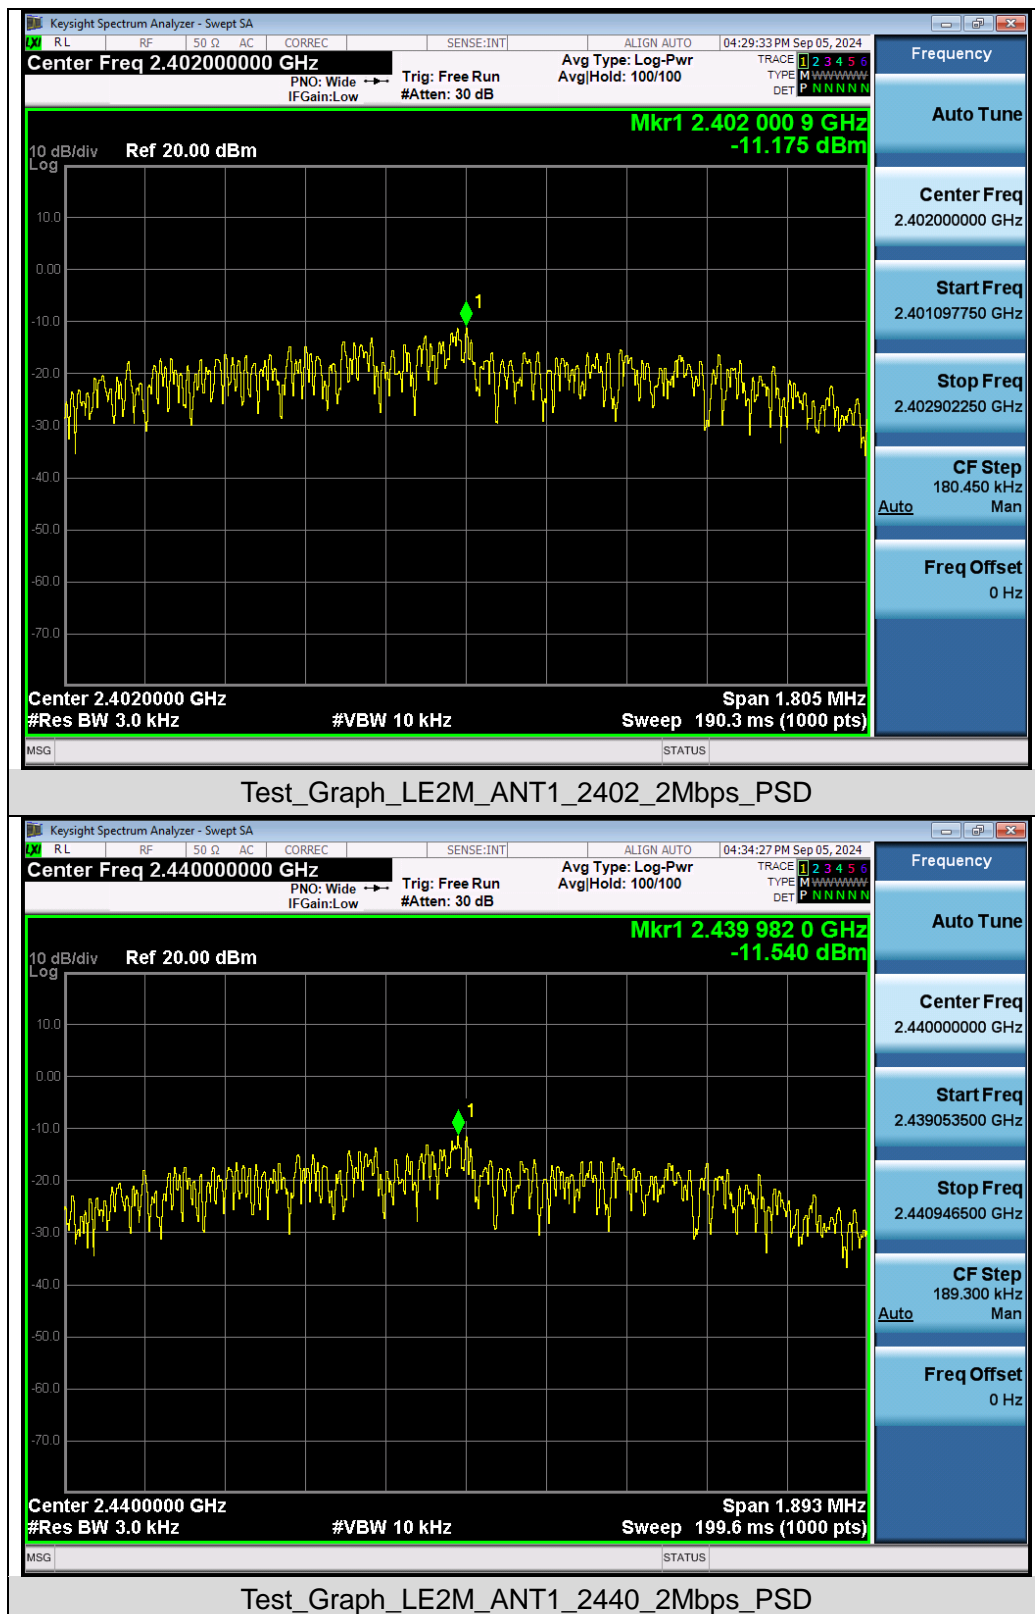 Keysight Spectrum Analyzer - Swept SA
LXI RL RF 50 Ω AC CORREC SENSE:INT ALIGN AUTO 04:29:33 PM Sep 05, 2024
Center Freq 2.402000000 GHz
PNO: Wide
IFGain:Low
Trig: Free Run
#Atten: 30 dB
Avg Type: Log-Pwr
Avg|Hold: 100/100
TRACE 1 2 3 4 5 6
TYPE M W W W W W
DET P N N N N N
Mkr1 2.402 000 9 GHz
-11.175 dBm
10 dB/div Ref 20.00 dBm
Log
10.0
0.00
-10.0
-20.0
-30.0
-40.0
-50.0
-60.0
-70.0
1
Center 2.4020000 GHz Span 1.805 MHz
#Res BW 3.0 kHz #VBW 10 kHz Sweep 190.3 ms (1000 pts)
MSG STATUS
Frequency
Auto Tune
Center Freq
2.402000000 GHz
Start Freq
2.401097750 GHz
Stop Freq
2.402902250 GHz
CF Step
180.450 kHz
Auto Man
Freq Offset
0 Hz
Test_Graph_LE2M_ANT1_2402_2Mbps_PSD
Keysight Spectrum Analyzer - Swept SA
LXI RL RF 50 Ω AC CORREC SENSE:INT ALIGN AUTO 04:34:27 PM Sep 05, 2024
Center Freq 2.440000000 GHz
PNO: Wide
IFGain:Low
Trig: Free Run
#Atten: 30 dB
Avg Type: Log-Pwr
Avg|Hold: 100/100
TRACE 1 2 3 4 5 6
TYPE M W W W W W
DET P N N N N N
Mkr1 2.439 982 0 GHz
-11.540 dBm
10 dB/div Ref 20.00 dBm
Log
10.0
0.00
-10.0
-20.0
-30.0
-40.0
-50.0
-60.0
-70.0
1
Center 2.4400000 GHz Span 1.893 MHz
#Res BW 3.0 kHz #VBW 10 kHz Sweep 199.6 ms (1000 pts)
MSG STATUS
Frequency
Auto Tune
Center Freq
2.440000000 GHz
Start Freq
2.439053500 GHz
Stop Freq
2.440946500 GHz
CF Step
189.300 kHz
Auto Man
Freq Offset
0 Hz
Test_Graph_LE2M_ANT1_2440_2Mbps_PSD